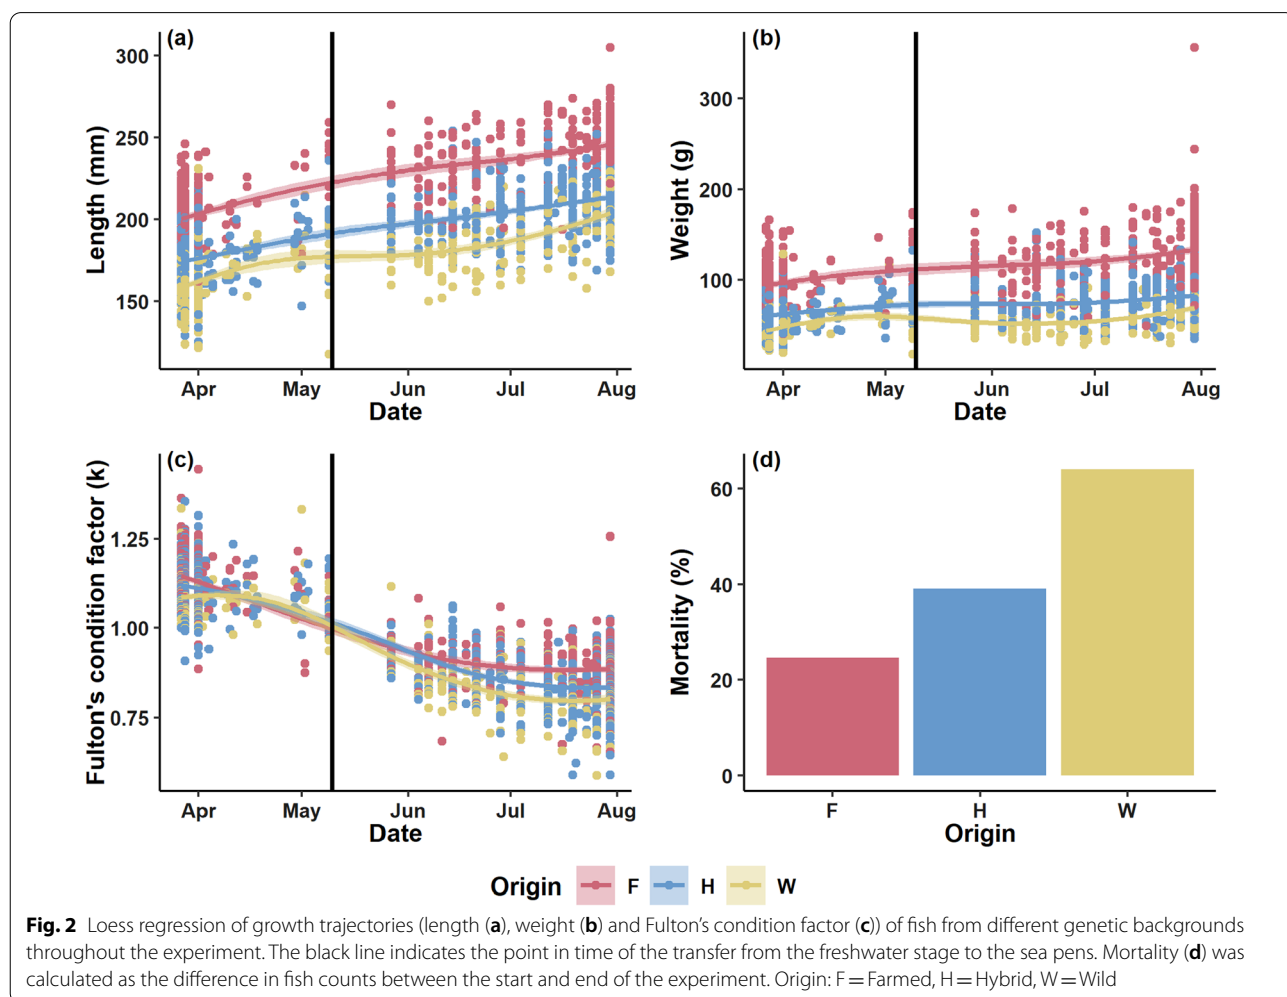 (a)
300
250
200
150
Length (mm)
Apr May Jun Jul Aug
Date
(b)
300
200
100
Weight (g)
Apr May Jun Jul Aug
Date
(c)
1.25
1.00
0.75
Fulton's condition factor (k)
Apr May Jun Jul Aug
Date
(d)
60
40
20
0
Mortality (%)
F H W
Origin
Origin F H W
Fig. 2 Loess regression of growth trajectories (length (a), weight (b) and Fulton’s condition factor (c)) of fish from different genetic backgrounds
throughout the experiment. The black line indicates the point in time of the transfer from the freshwater stage to the sea pens. Mortality (d) was
calculated as the difference in fish counts between the start and end of the experiment. Origin: F = Farmed, H = Hybrid, W = Wild